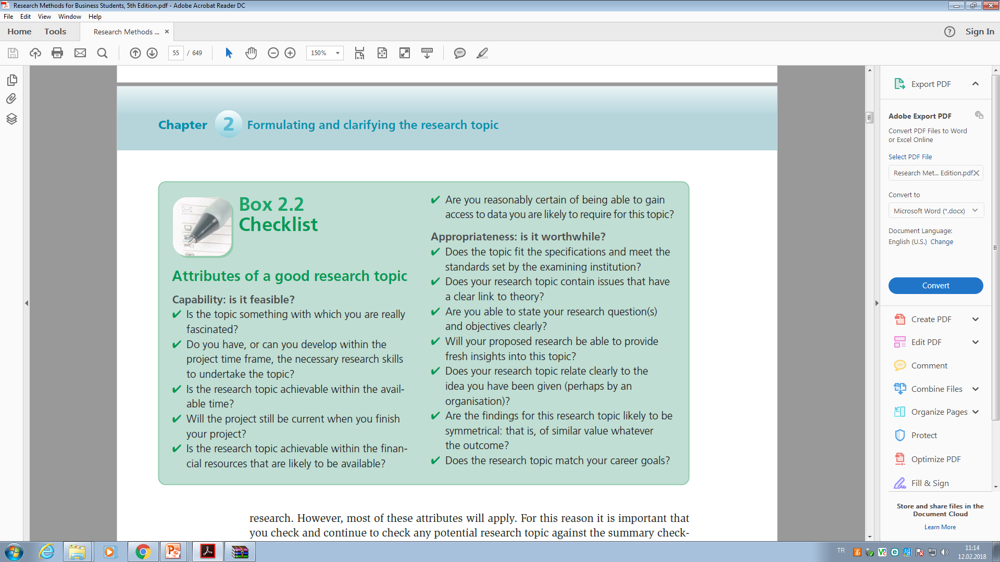 Research Methods for Business Students, 5th Edition.pdf - Adobe Acrobat Reader DC
File Edit View Window Help
Home Tools Research Methods ... × Sign In
55 / 649 150%
Chapter 2 Formulating and clarifying the research topic
Box 2.2
Checklist
Attributes of a good research topic
Capability: is it feasible?
✔ Is the topic something with which you are really
fascinated?
✔ Do you have, or can you develop within the
project time frame, the necessary research skills
to undertake the topic?
✔ Is the research topic achievable within the avail-
able time?
✔ Will the project still be current when you finish
your project?
✔ Is the research topic achievable within the finan-
cial resources that are likely to be available?
✔ Are you reasonably certain of being able to gain
access to data you are likely to require for this topic?
Appropriateness: is it worthwhile?
✔ Does the topic fit the specifications and meet the
standards set by the examining institution?
✔ Does your research topic contain issues that have
a clear link to theory?
✔ Are you able to state your research question(s)
and objectives clearly?
✔ Will your proposed research be able to provide
fresh insights into this topic?
✔ Does your research topic relate clearly to the
idea you have been given (perhaps by an
organisation)?
✔ Are the findings for this research topic likely to be
symmetrical: that is, of similar value whatever
the outcome?
✔ Does the research topic match your career goals?
research. However, most of these attributes will apply. For this reason it is important that
you check and continue to check any potential research topic against the summary check-
Export PDF
Adobe Export PDF
Convert PDF Files to Word
or Excel Online
Select PDF File
Research Met... Edition.pdf
Convert to
Microsoft Word (*.docx)
Document Language:
English (U.S.) Change
Convert
Create PDF
Edit PDF
Comment
Combine Files
Organize Pages
Protect
Optimize PDF
Fill & Sign
Store and share files in the
Document Cloud
Learn More
TR
11:14
12.02.2018